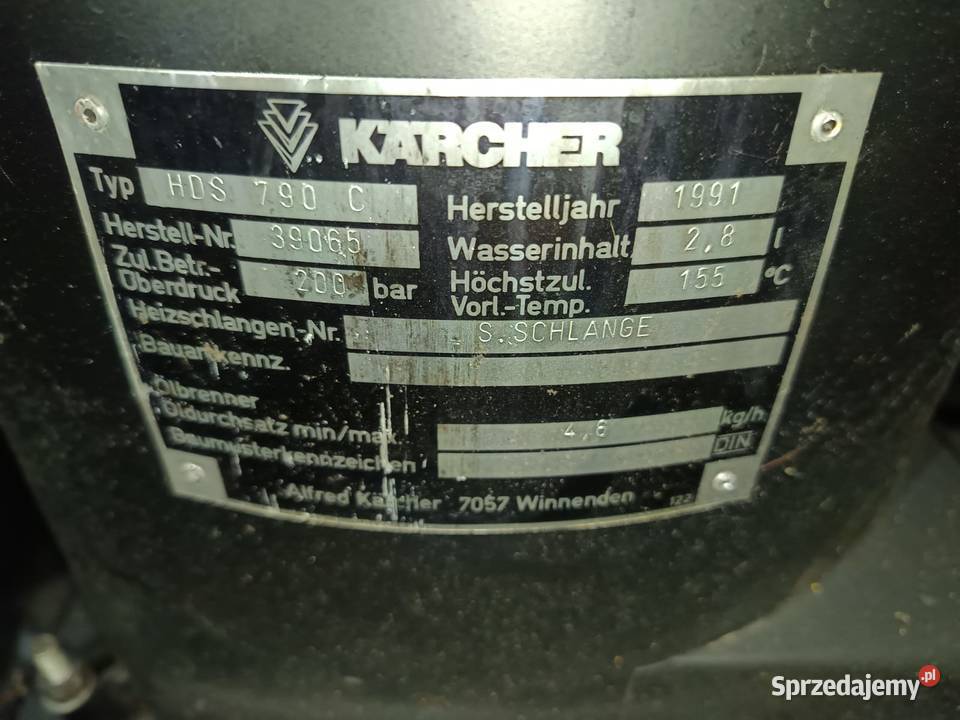 KÄRCHER
Typ HDS 790 C
Herstelljahr 1991
Herstell-Nr. 39065
Wasserinhalt 2,8 l
Zul.Betr.-Überdruck 200 bar
Höchstzul. Vorl.-Temp. 155 °C
Heizschlangen-Nr. S.SCHLANGE
Bauartkennz.
Ölbrenner
Öldurchsatz min/max. 4,6 kg/h
Baumusterkennzeichen DIN
Alfred Kärcher 7057 Winnenden 122
Sprzedajemy.pl